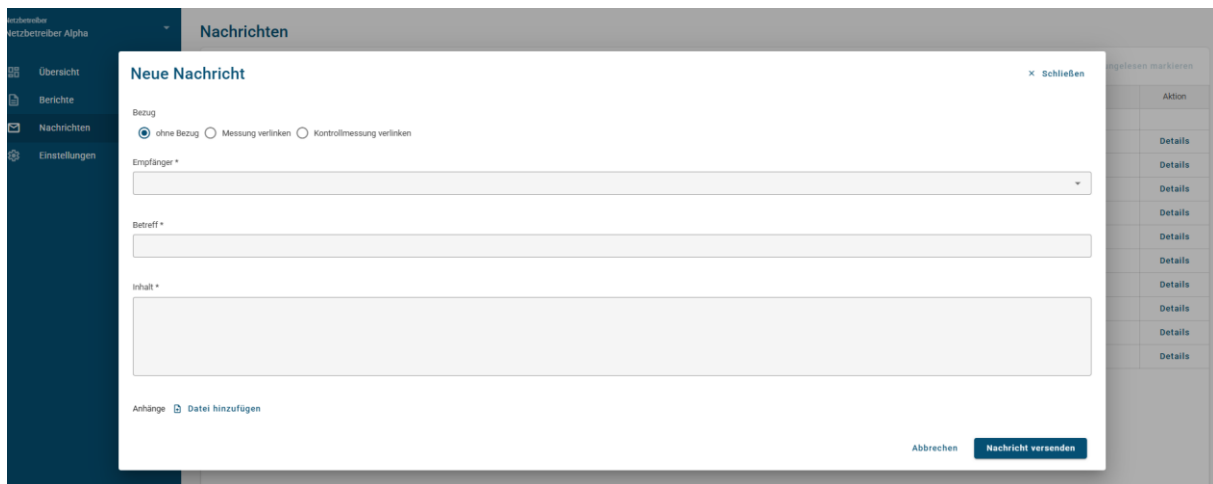 Netzbetreiber
Netzbetreiber Alpha
Übersicht
Berichte
Nachrichten
Einstellungen
Nachrichten
ungelesen markieren
Aktion
Details
Details
Details
Details
Details
Details
Details
Details
Details
Details
Neue Nachricht
× Schließen
Bezug
ohne Bezug Messung verlinken Kontrollmessung verlinken
Empfänger *
Betreff *
Inhalt *
Anhänge Datei hinzufügen
Abbrechen Nachricht versenden